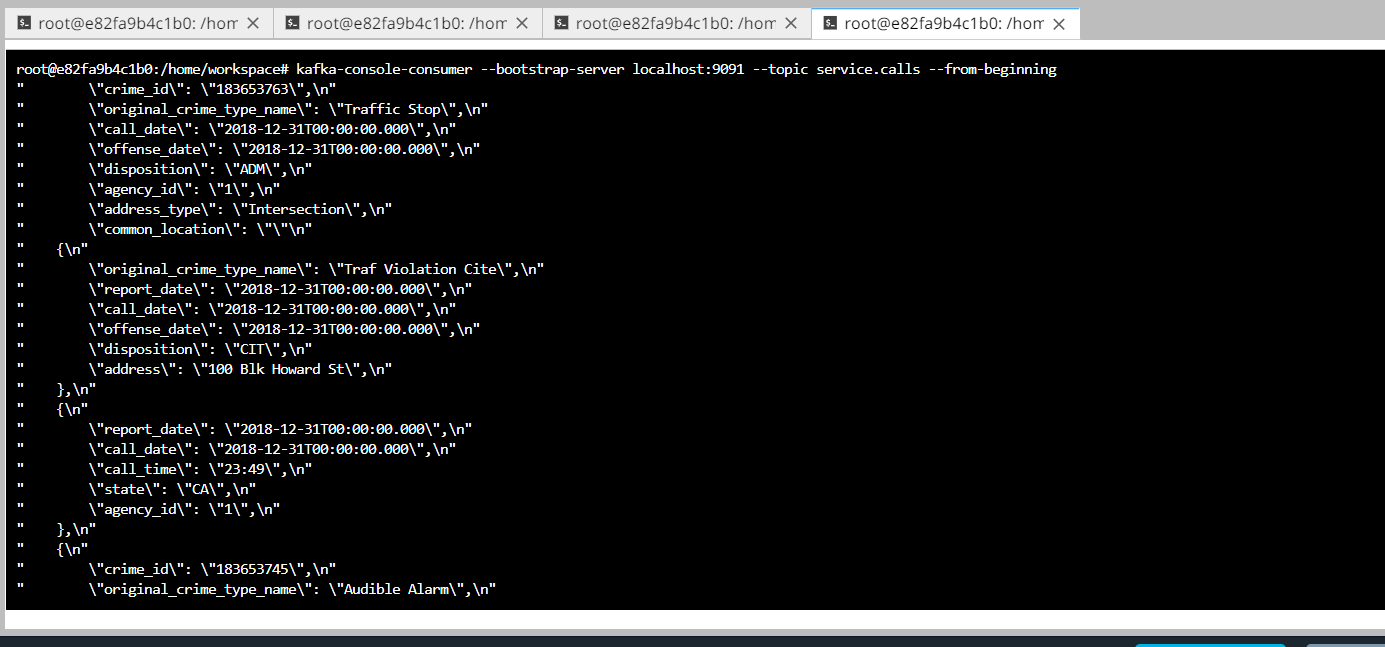 root@e82fa9b4c1b0: /hom
root@e82fa9b4c1b0: /hom
root@e82fa9b4c1b0: /hom
root@e82fa9b4c1b0: /hom
root@e82fa9b4c1b0:/home/workspace# kafka-console-consumer --bootstrap-server localhost:9091 --topic service.calls --from-beginning
"        \"crime_id\": \"183653763\",\n"
"        \"original_crime_type_name\": \"Traffic Stop\",\n"
"        \"call_date\": \"2018-12-31T00:00:00.000\",\n"
"        \"offense_date\": \"2018-12-31T00:00:00.000\",\n"
"        \"disposition\": \"ADM\",\n"
"        \"agency_id\": \"1\",\n"
"        \"address_type\": \"Intersection\",\n"
"        \"common_location\": \"\"\n"
"    {\n"
"        \"original_crime_type_name\": \"Traf Violation Cite\",\n"
"        \"report_date\": \"2018-12-31T00:00:00.000\",\n"
"        \"call_date\": \"2018-12-31T00:00:00.000\",\n"
"        \"offense_date\": \"2018-12-31T00:00:00.000\",\n"
"        \"disposition\": \"CIT\",\n"
"        \"address\": \"100 Blk Howard St\",\n"
"    },\n"
"    {\n"
"        \"report_date\": \"2018-12-31T00:00:00.000\",\n"
"        \"call_date\": \"2018-12-31T00:00:00.000\",\n"
"        \"call_time\": \"23:49\",\n"
"        \"state\": \"CA\",\n"
"        \"agency_id\": \"1\",\n"
"    },\n"
"    {\n"
"        \"crime_id\": \"183653745\",\n"
"        \"original_crime_type_name\": \"Audible Alarm\",\n"